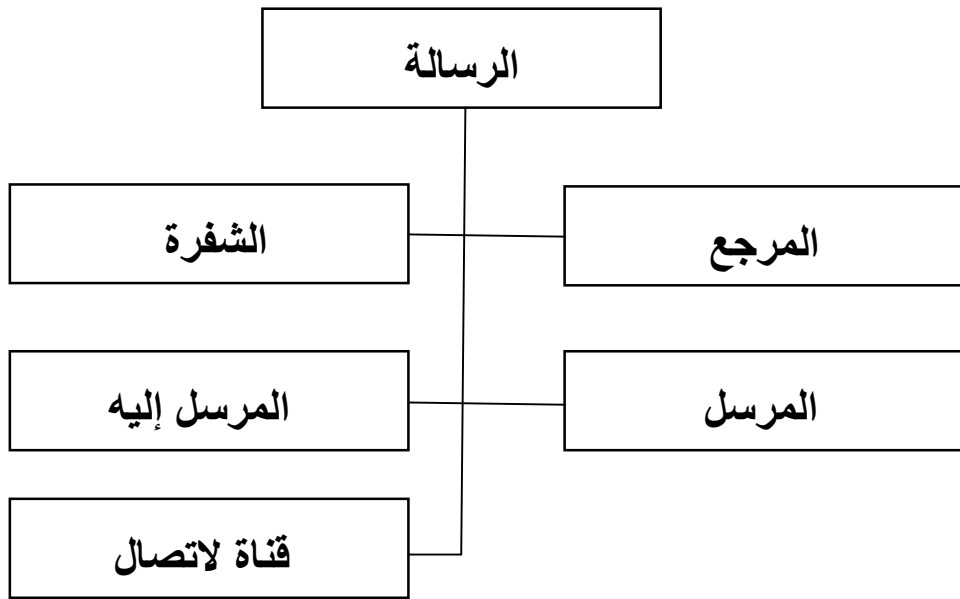 الرسالة
المرجع
الشفرة
المرسل
المرسل إليه
قناة لاتصال